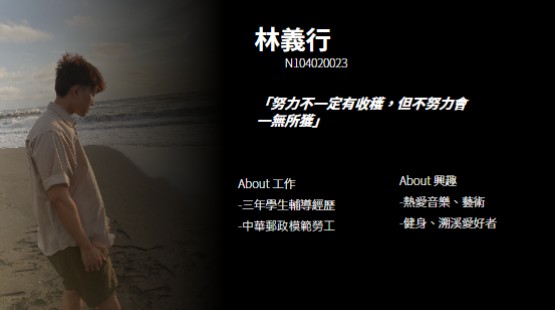 林義行
N104020023
「努力不一定有收穫，但不努力會
一無所獲」
About 工作
-三年學生輔導經歷
-中華郵政模範勞工
About 興趣
-熱愛音樂、藝術
-健身、溯溪愛好者